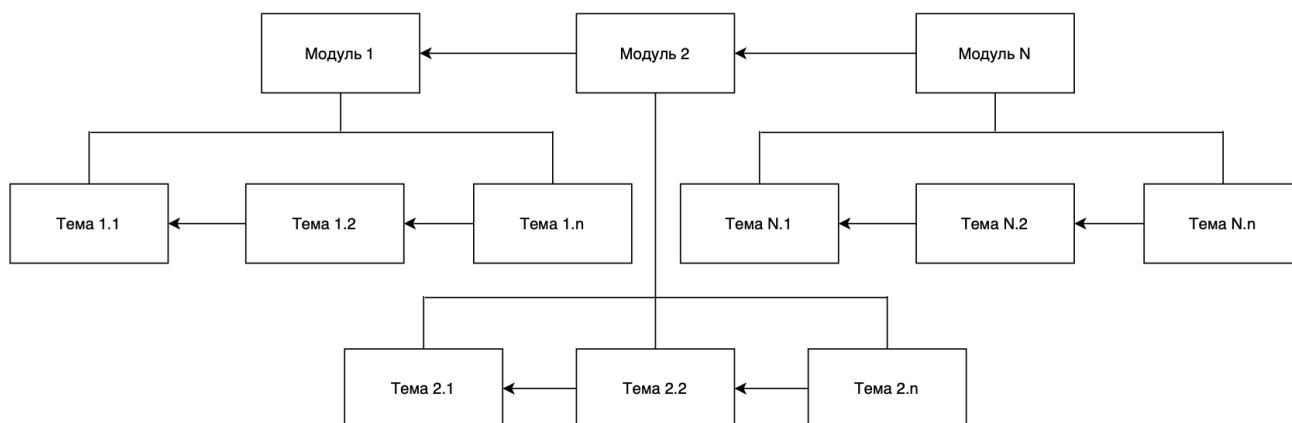 Модуль 1
Модуль 2
Модуль N
Тема 1.1
Тема 1.2
Тема 1.n
Тема N.1
Тема N.2
Тема N.n
Тема 2.1
Тема 2.2
Тема 2.n